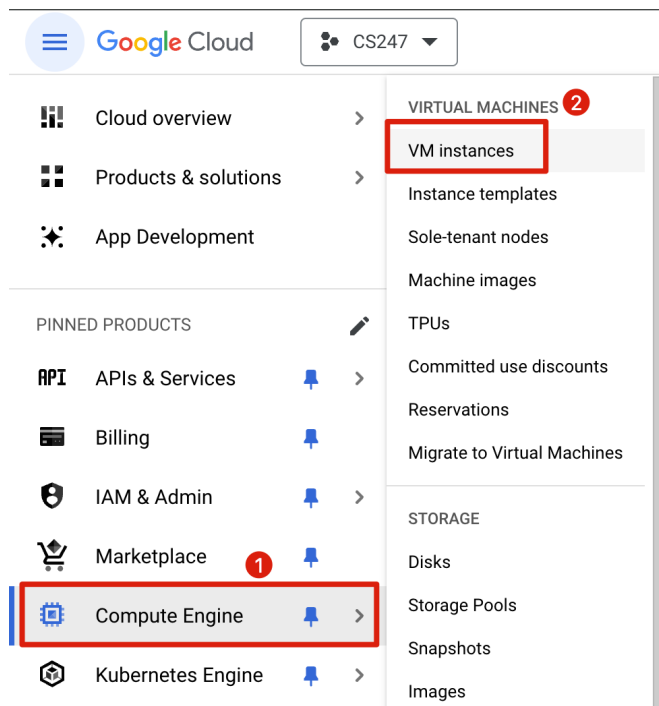 Google Cloud
CS247
Cloud overview
Products & solutions
App Development
PINNED PRODUCTS
API APIs & Services
Billing
IAM & Admin
Marketplace
1
Compute Engine
Kubernetes Engine
VIRTUAL MACHINES 2
VM instances
Instance templates
Sole-tenant nodes
Machine images
TPUs
Committed use discounts
Reservations
Migrate to Virtual Machines
STORAGE
Disks
Storage Pools
Snapshots
Images